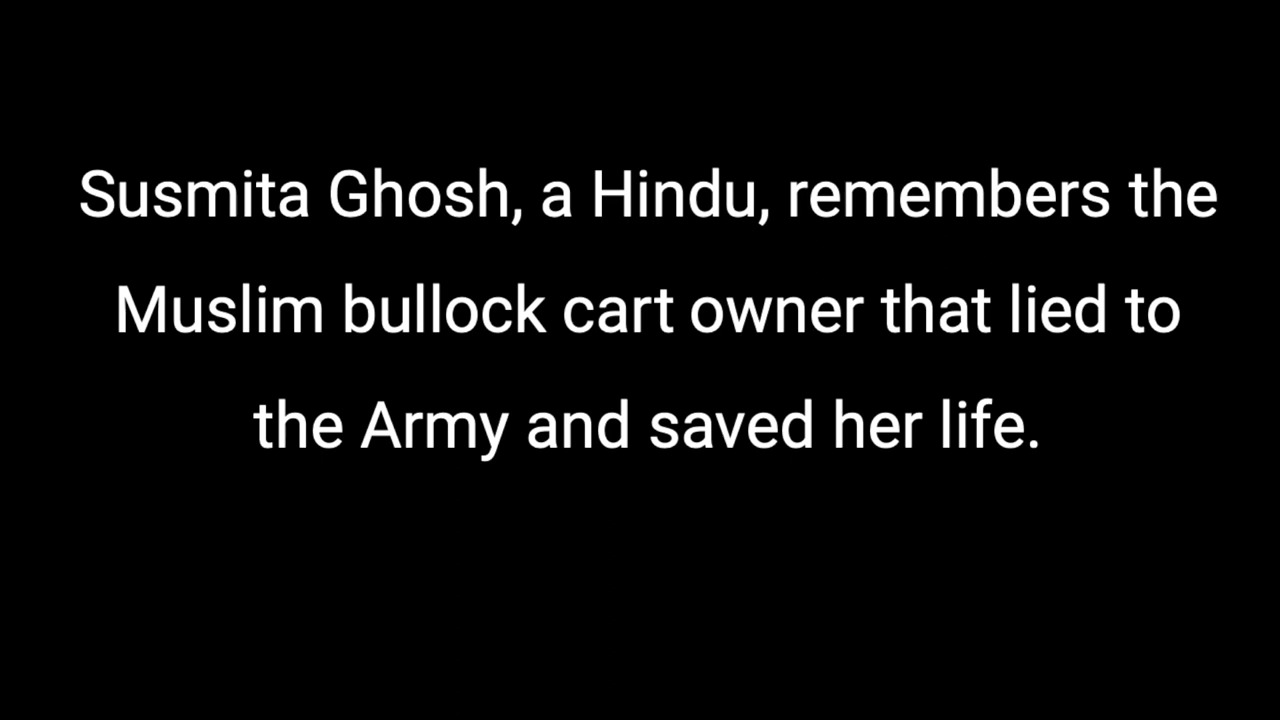 Susmita Ghosh, a Hindu, remembers the
Muslim bullock cart owner that lied to
the Army and saved her life.